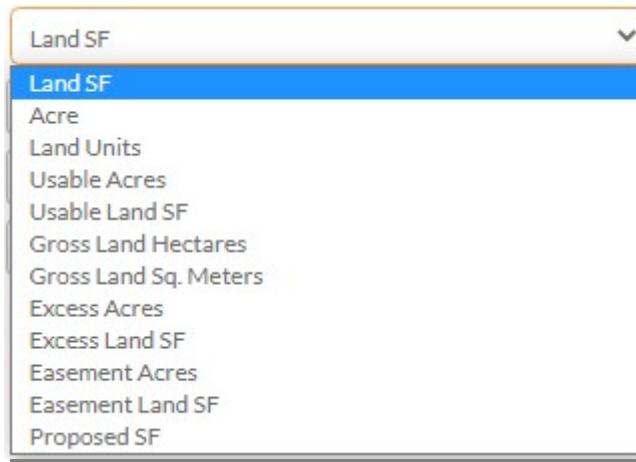 Land SF
Land SF
Acre
Land Units
Usable Acres
Usable Land SF
Gross Land Hectares
Gross Land Sq. Meters
Excess Acres
Excess Land SF
Easement Acres
Easement Land SF
Proposed SF